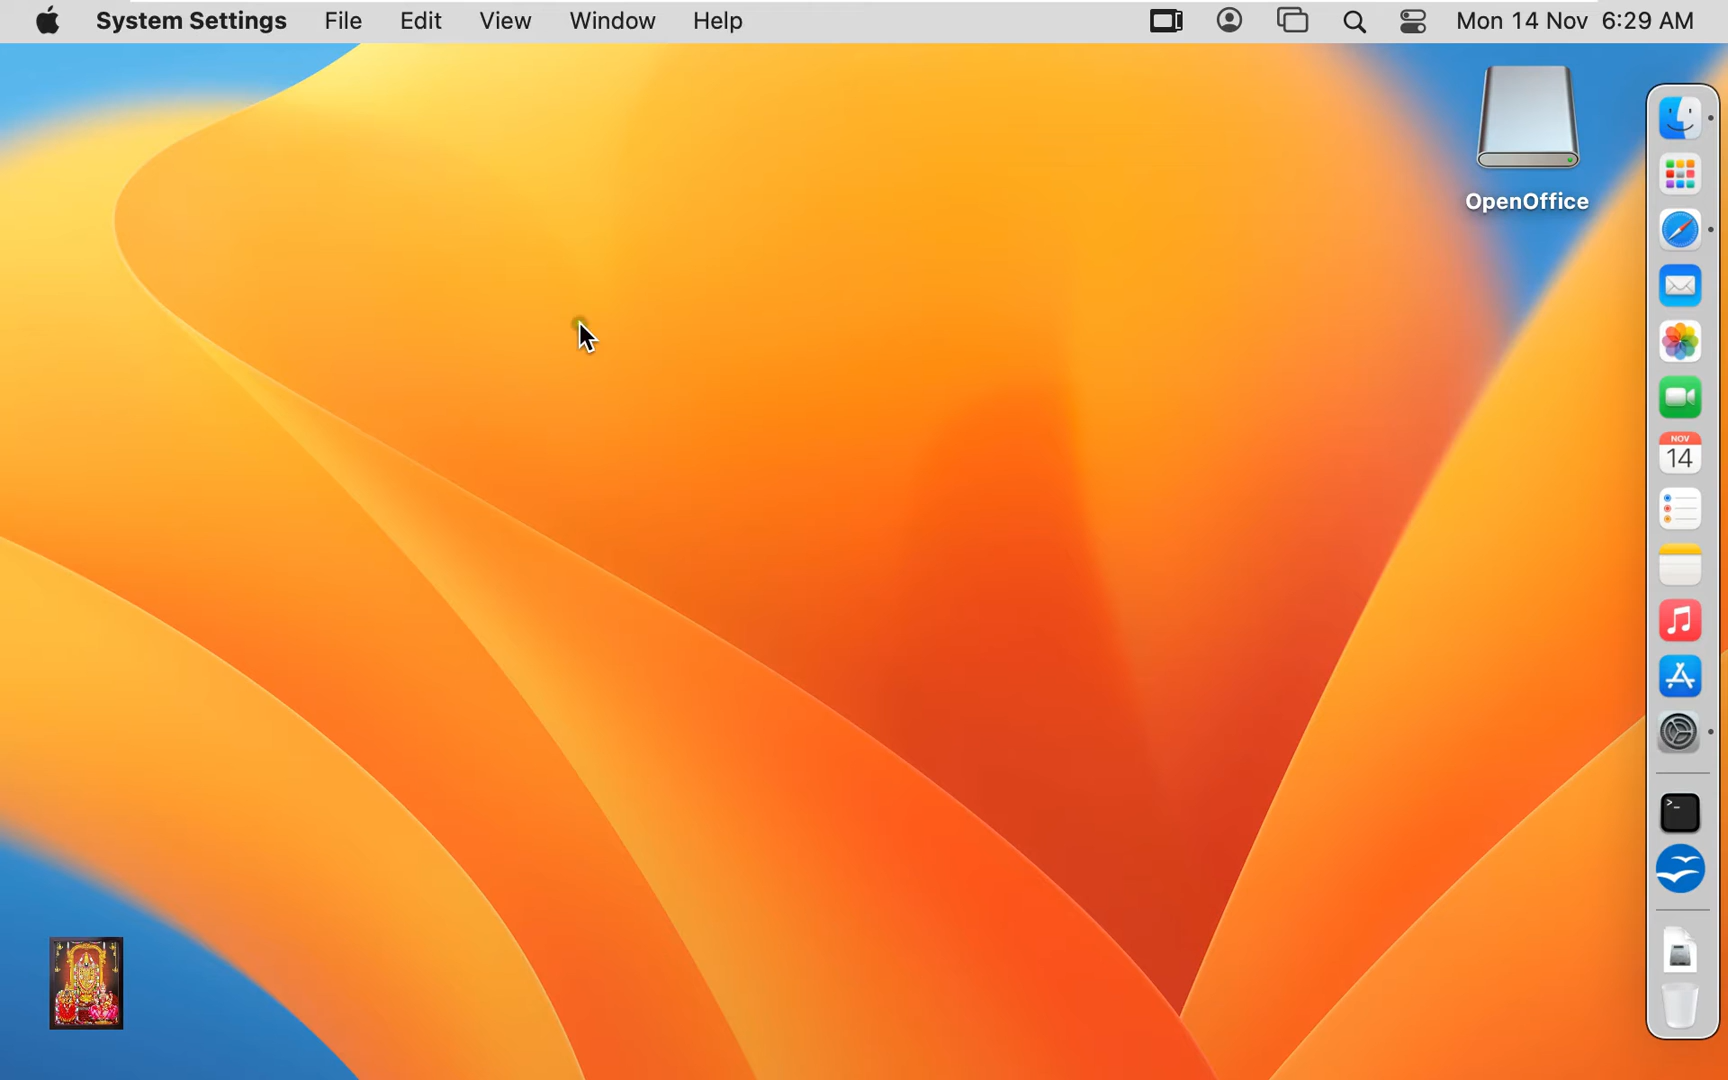 System Settings File Edit View Window Help Mon 14 Nov 6:29 AM
OpenOffice
NOV
14
>_